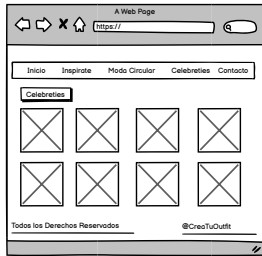 A Web Page
https://
Inicio Inspirate Moda Circular Celebreties Contacto
Celebreties
Todos los Derechos Reservados @CreaTuOutfit